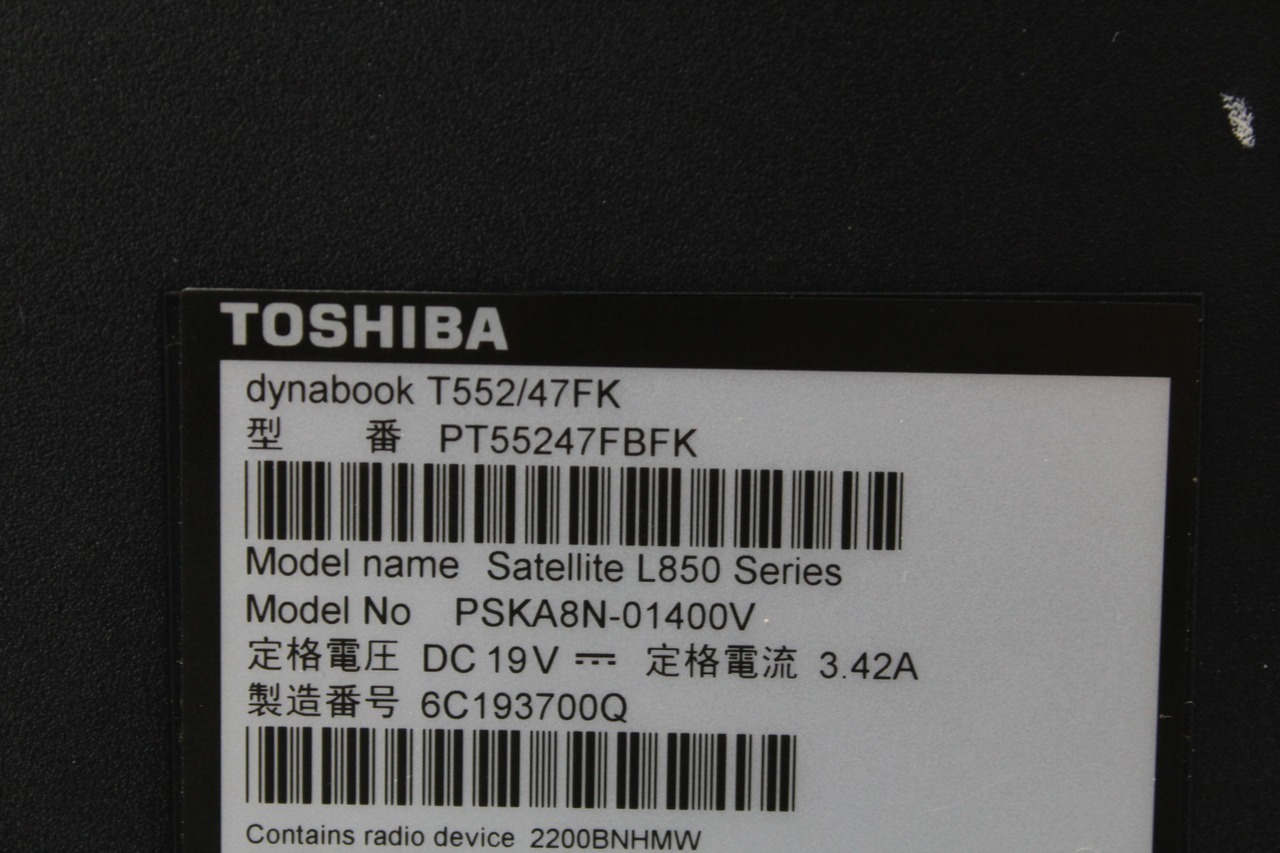 TOSHIBA
dynabook T552/47FK
型 番 PT55247FBFK
Model name Satellite L850 Series
Model No PSKA8N-01400V
定格電圧 DC 19V ⎓ 定格電流 3.42A
製造番号 6C193700Q
Contains radio device 2200BNHMW